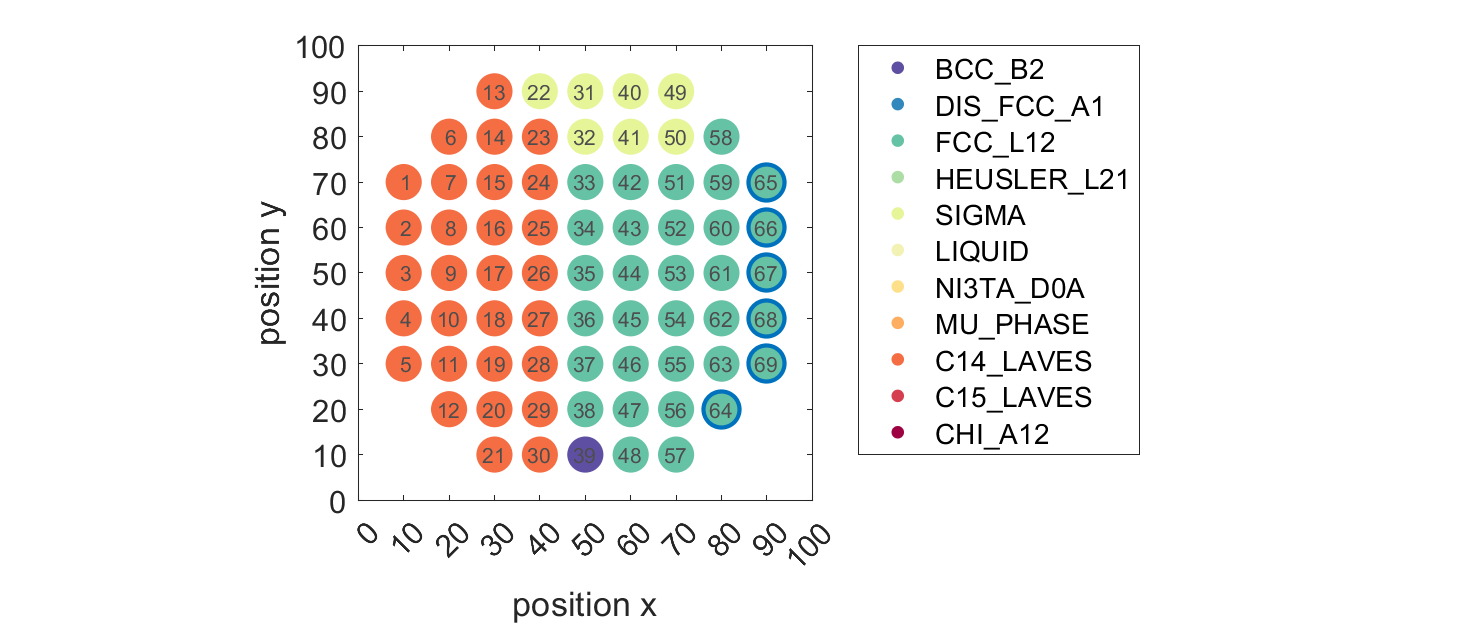 100
90 13 22 31 40 49
80 6 14 23 32 41 50 58
70 1 7 15 24 33 42 51 59 65
60 2 8 16 25 34 43 52 60 66
50 3 9 17 26 35 44 53 61 67
40 4 10 18 27 36 45 54 62 68
30 5 11 19 28 37 46 55 63 69
20 12 20 29 38 47 56 64
10 21 30 39 48 57
0
position y
0 10 20 30 40 50 60 70 80 90 100
position x
BCC_B2
DIS_FCC_A1
FCC_L12
HEUSLER_L21
SIGMA
LIQUID
NI3TA_D0A
MU_PHASE
C14_LAVES
C15_LAVES
CHI_A12